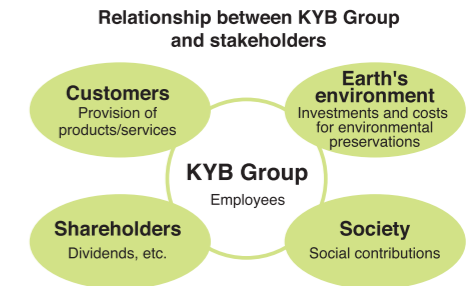 Relationship between KYB Group
and stakeholders
Customers
Provision of
products/services
Earth's
environment
Investments and costs
for environmental
preservations
KYB Group
Employees
Shareholders
Dividends, etc.
Society
Social contributions